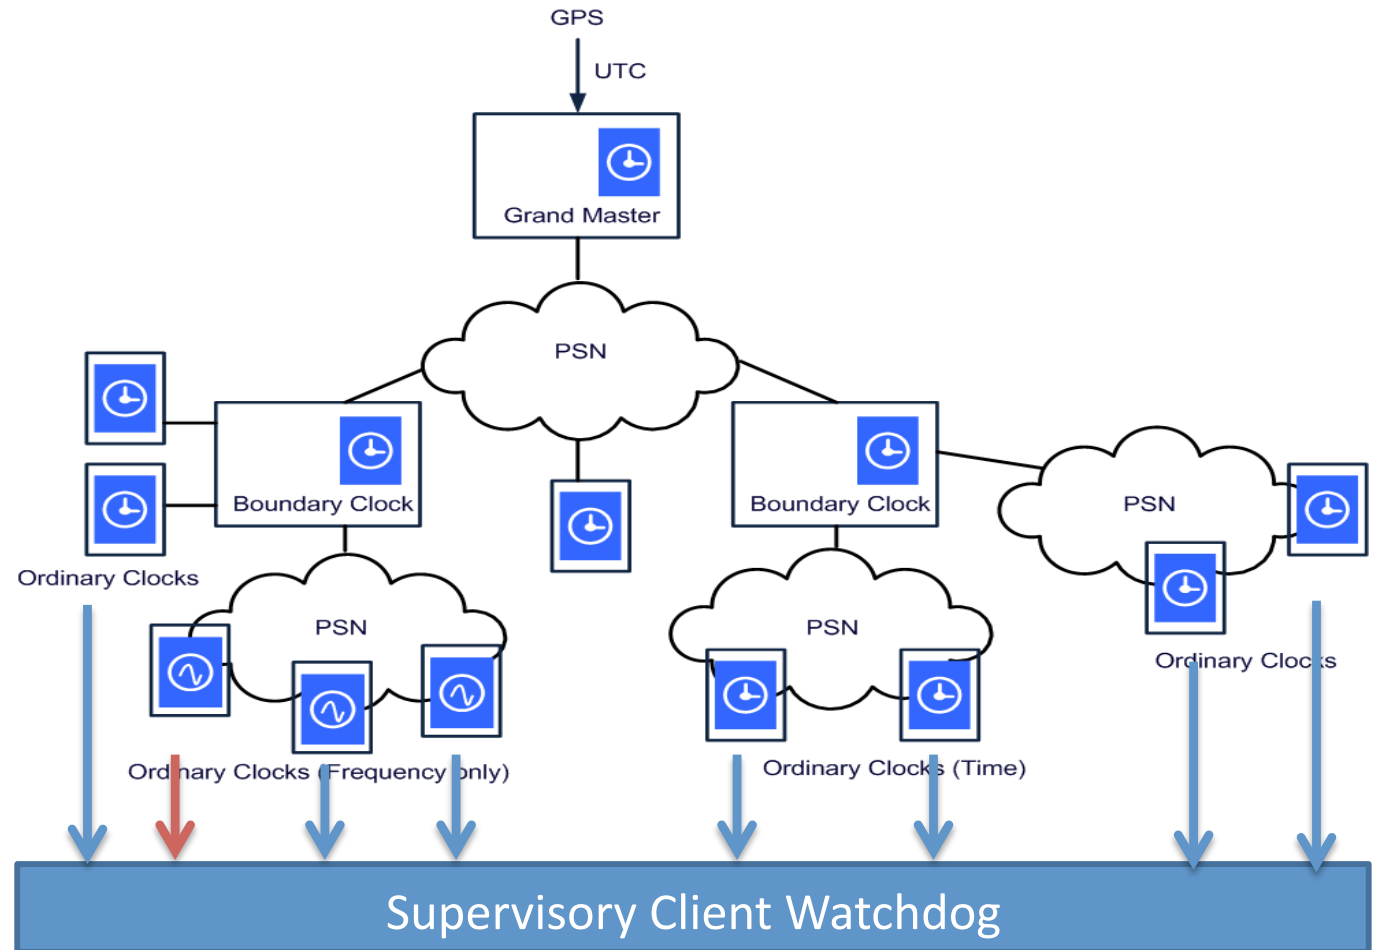 GPS
UTC
Grand Master
PSN
Boundary Clock
Boundary Clock
PSN
Ordinary Clocks
PSN
PSN
Ordinary Clocks
Ordinary Clocks (Frequency only)
Ordinary Clocks (Time)
Supervisory Client Watchdog